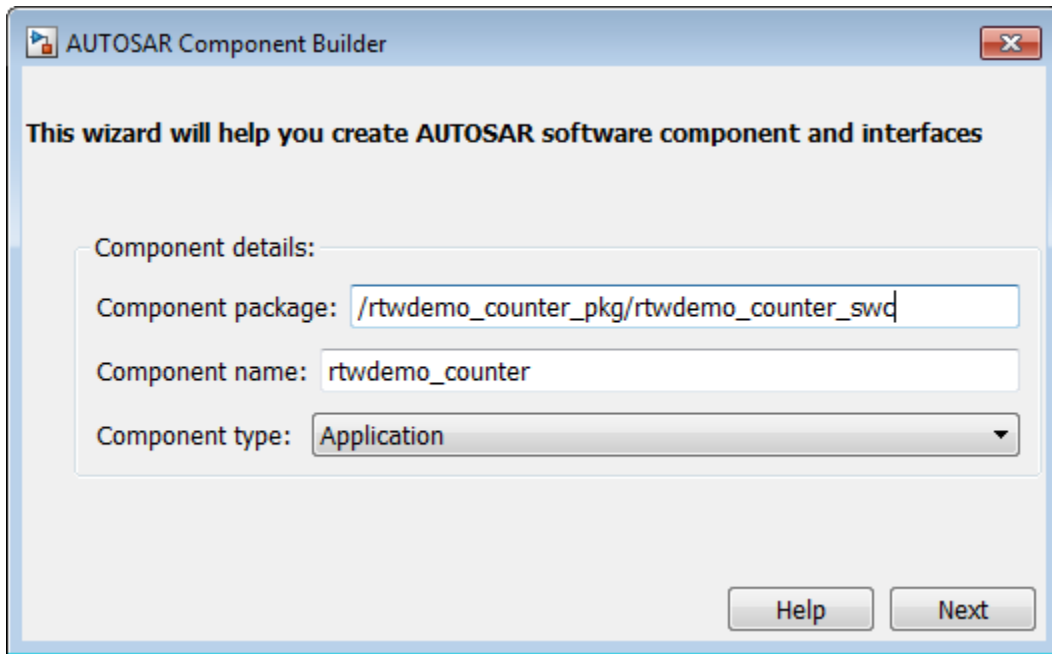 AUTOSAR Component Builder
This wizard will help you create AUTOSAR software component and interfaces
Component details:
Component package: /rtwdemo_counter_pkg/rtwdemo_counter_swc
Component name: rtwdemo_counter
Component type: Application
Help Next